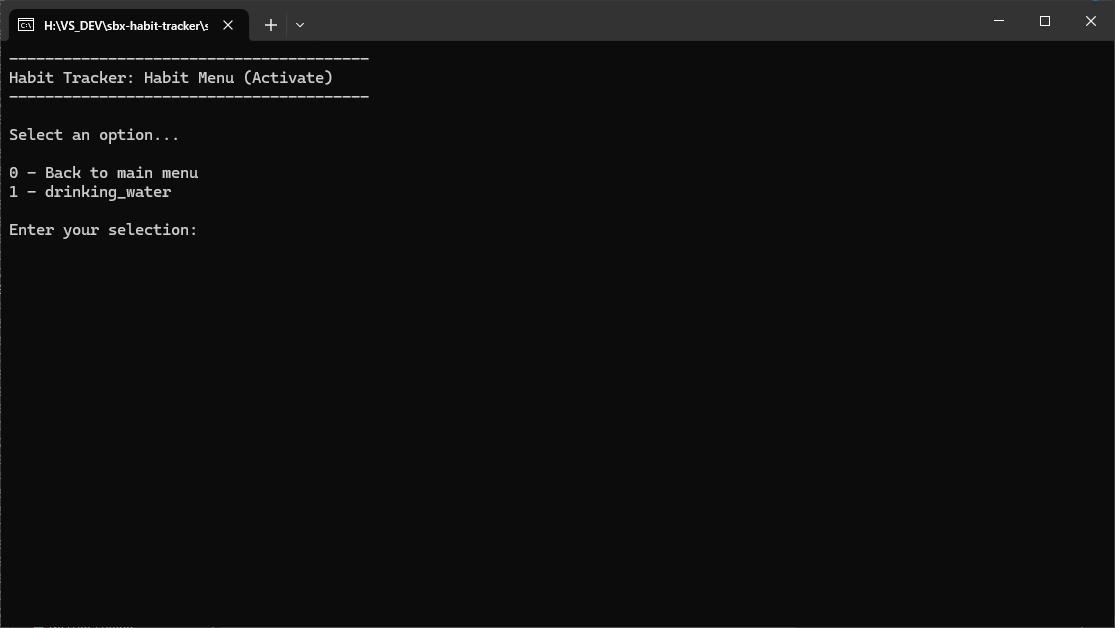 H:\VS_DEV\sbx-habit-tracker\s
----------------------------------------
Habit Tracker: Habit Menu (Activate)
----------------------------------------
Select an option...
0 - Back to main menu
1 - drinking_water
Enter your selection: